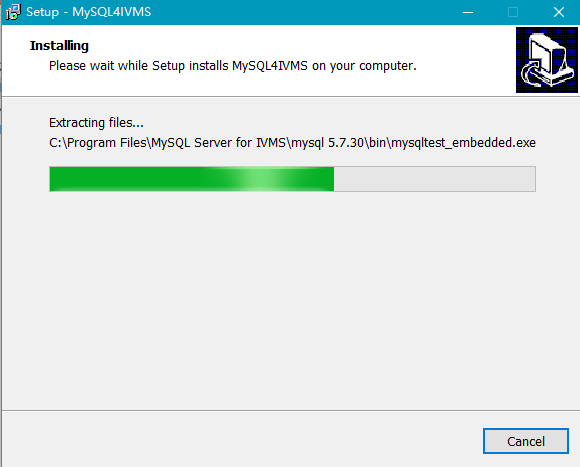 Setup - MySQL4IVMS
Installing
Please wait while Setup installs MySQL4IVMS on your computer.
Extracting files...
C:\Program Files\MySQL Server for IVMS\mysql 5.7.30\bin\mysqltest_embedded.exe
Cancel